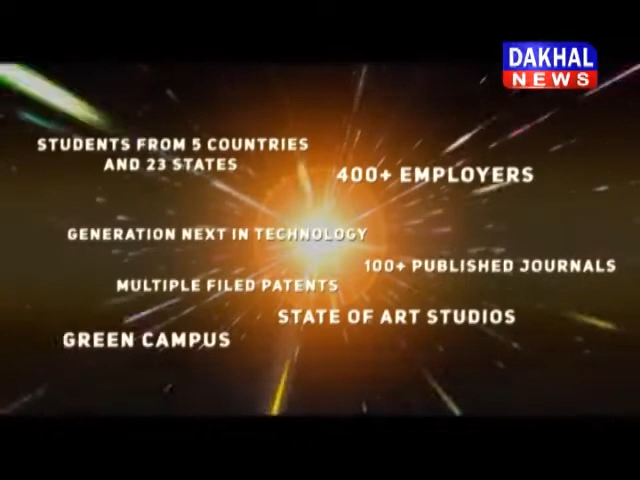 DAKHAL
NEWS
STUDENTS FROM 5 COUNTRIES
AND 23 STATES
400+ EMPLOYERS
GENERATION NEXT IN TECHNOLOGY
100+ PUBLISHED JOURNALS
MULTIPLE FILED PATENTS
STATE OF ART STUDIOS
GREEN CAMPUS